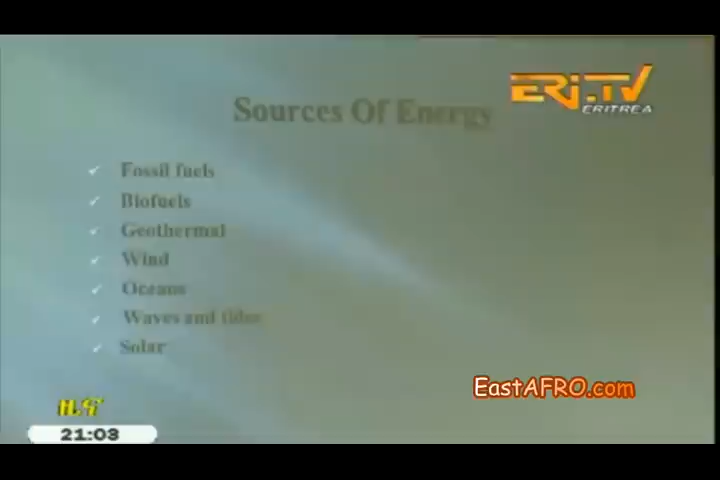 ERi.TV
ERITREA
Sources Of Energy
Fossil fuels
Biofuels
Geothermal
Wind
Oceans
Waves and tides
Solar
EastAFRO.com
ዜና
21:03